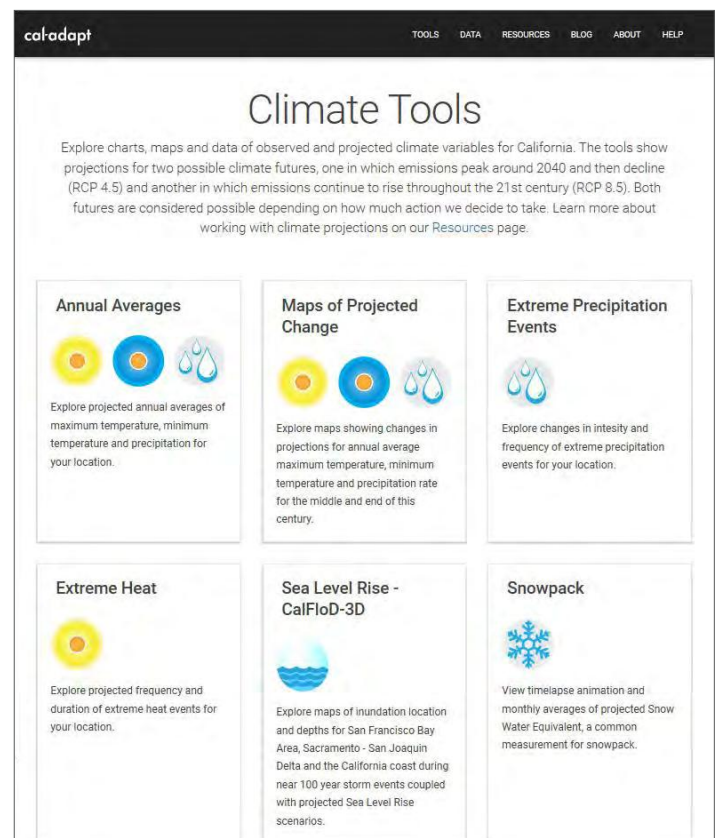 cal-adapt
TOOLS DATA RESOURCES BLOG ABOUT HELP
Climate Tools
Explore charts, maps and data of observed and projected climate variables for California. The tools show
projections for two possible climate futures, one in which emissions peak around 2040 and then decline
(RCP 4.5) and another in which emissions continue to rise throughout the 21st century (RCP 8.5). Both
futures are considered possible depending on how much action we decide to take. Learn more about
working with climate projections on our Resources page.
Annual Averages
Explore projected annual averages of
maximum temperature, minimum
temperature and precipitation for
your location.
Maps of Projected
Change
Explore maps showing changes in
projections for annual average
maximum temperature, minimum
temperature and precipitation rate
for the middle and end of this
century.
Extreme Precipitation
Events
Explore changes in intesity and
frequency of extreme precipitation
events for your location.
Extreme Heat
Explore projected frequency and
duration of extreme heat events for
your location.
Sea Level Rise -
CalFloD-3D
Explore maps of inundation location
and depths for San Francisco Bay
Area, Sacramento - San Joaquin
Delta and the California coast during
near 100 year storm events coupled
with projected Sea Level Rise
scenarios.
Snowpack
View timelapse animation and
monthly averages of projected Snow
Water Equivalent, a common
measurement for snowpack.